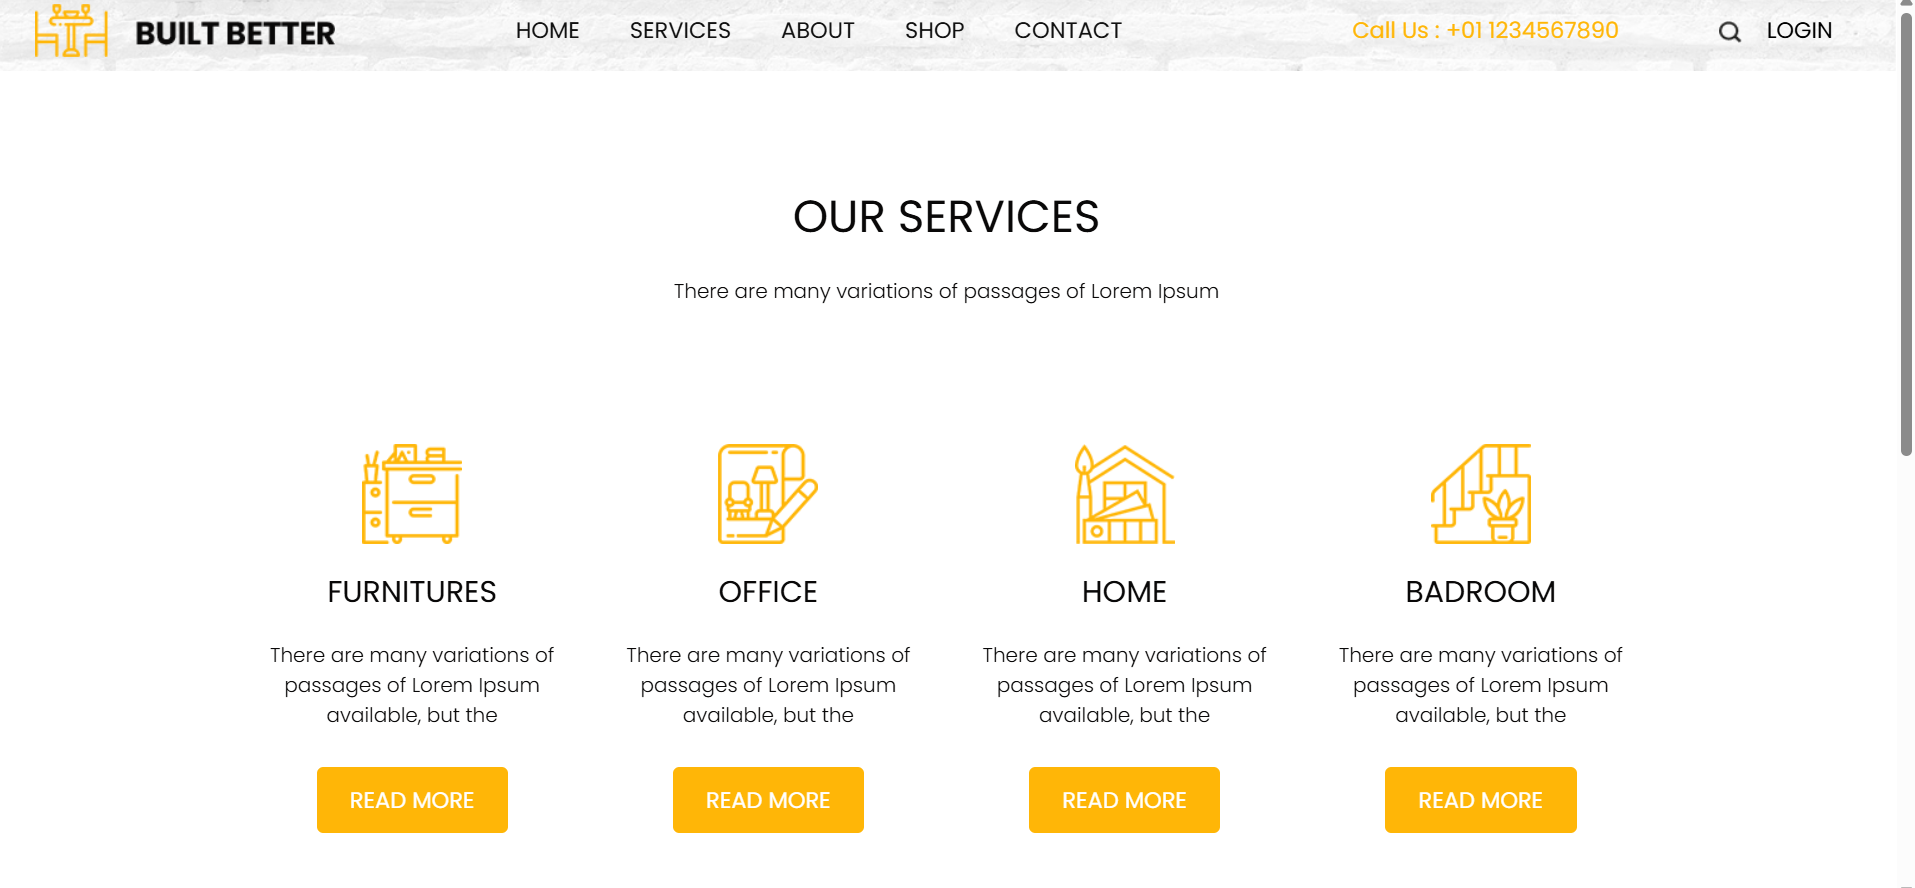 BUILT BETTER
HOME SERVICES ABOUT SHOP CONTACT
Call Us : +01 1234567890
LOGIN
OUR SERVICES
There are many variations of passages of Lorem Ipsum
FURNITURES
There are many variations of
passages of Lorem Ipsum
available, but the
READ MORE
OFFICE
There are many variations of
passages of Lorem Ipsum
available, but the
READ MORE
HOME
There are many variations of
passages of Lorem Ipsum
available, but the
READ MORE
BADROOM
There are many variations of
passages of Lorem Ipsum
available, but the
READ MORE